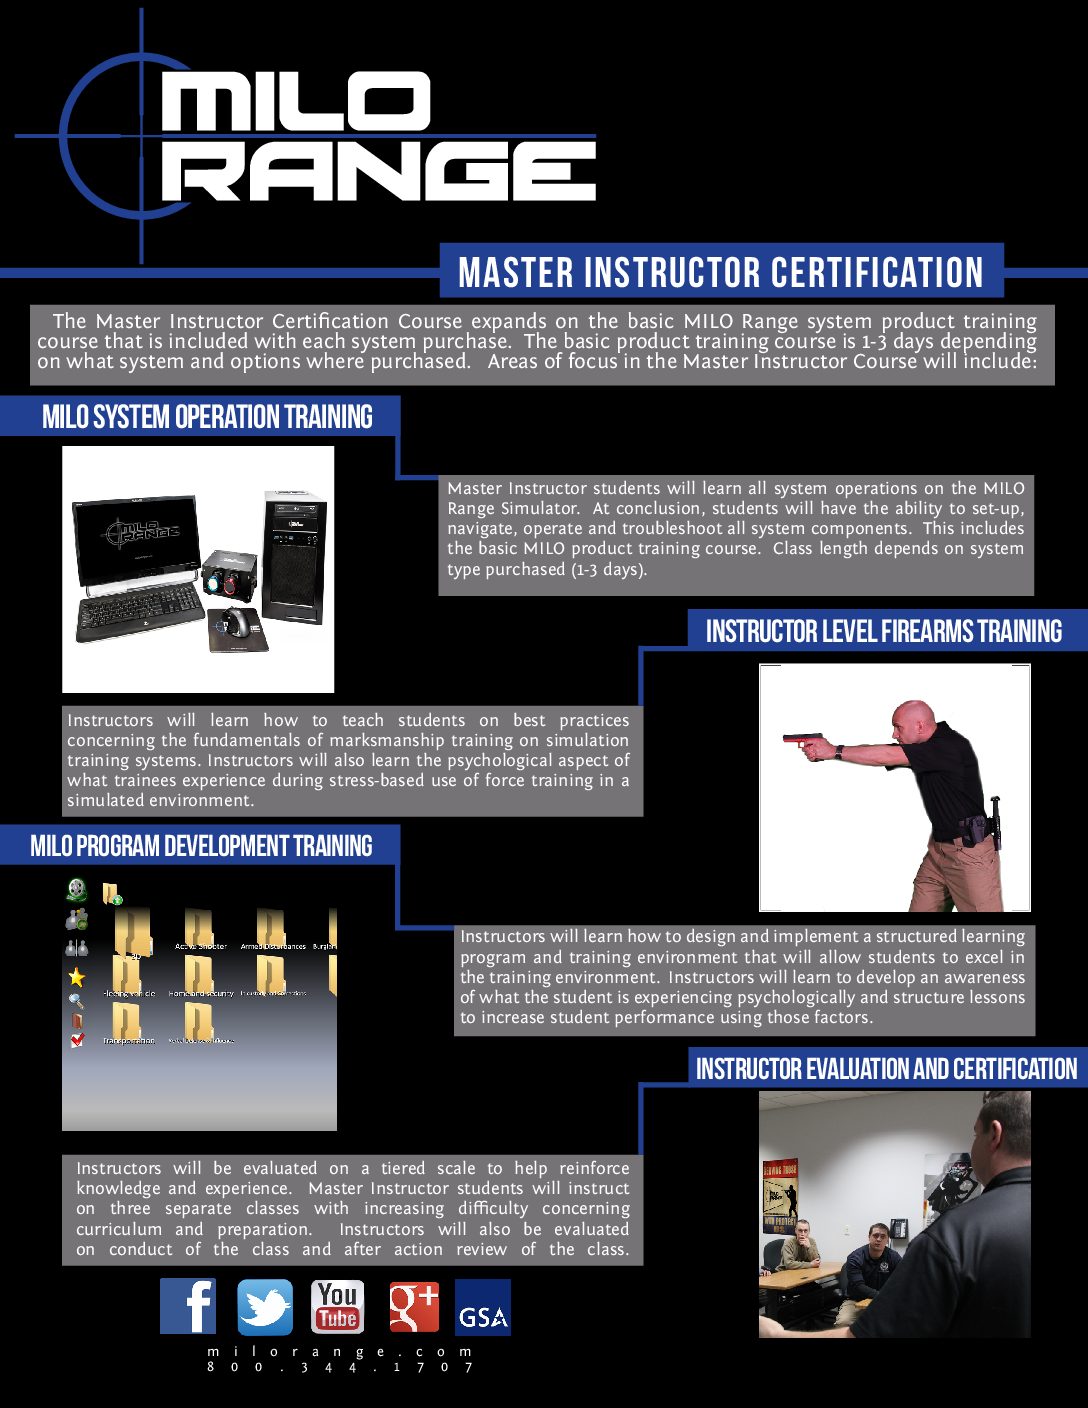 MILO
RANGE
MASTER INSTRUCTOR CERTIFICATION
The Master Instructor Certification Course expands on the basic MILO Range system product training
course that is included with each system purchase. The basic product training course is 1-3 days depending
on what system and options where purchased. Areas of focus in the Master Instructor Course will include:
MILO SYSTEM OPERATION TRAINING
MILO
RANGE
Master Instructor students will learn all system operations on the MILO
Range Simulator. At conclusion, students will have the ability to set-up,
navigate, operate and troubleshoot all system components. This includes
the basic MILO product training course. Class length depends on system
type purchased (1-3 days).
INSTRUCTOR LEVEL FIREARMS TRAINING
Instructors will learn how to teach students on best practices
concerning the fundamentals of marksmanship training on simulation
training systems. Instructors will also learn the psychological aspect of
what trainees experience during stress-based use of force training in a
simulated environment.
MILO PROGRAM DEVELOPMENT TRAINING
3D
Active Shooter
Armed Disturbances
Burglar
Fleeing vehicle
Home and security
Transportation
Instructors will learn how to design and implement a structured learning
program and training environment that will allow students to excel in
the training environment. Instructors will learn to develop an awareness
of what the student is experiencing psychologically and structure lessons
to increase student performance using those factors.
INSTRUCTOR EVALUATION AND CERTIFICATION
Instructors will be evaluated on a tiered scale to help reinforce
knowledge and experience. Master Instructor students will instruct
on three separate classes with increasing difficulty concerning
curriculum and preparation. Instructors will also be evaluated
on conduct of the class and after action review of the class.
SERVING THOSE
MILO
RANGE
WHO PROTECT
f
You
Tube
g+
GSA
milorange.com
800.344.1707